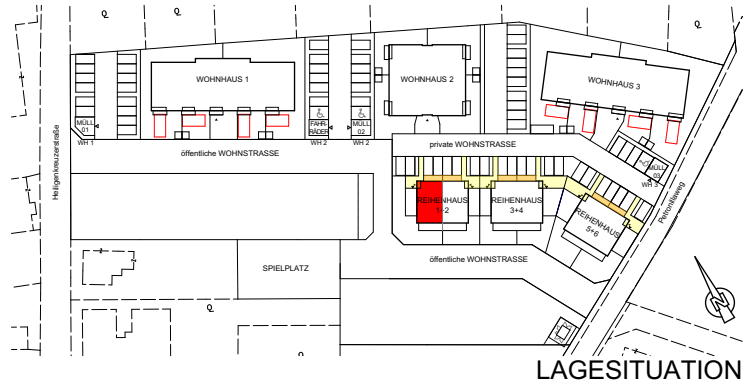 WOHNHAUS 1
WOHNHAUS 2
WOHNHAUS 3
MÜLL
01
WH 1
FAHR-
RÄDER
WH 2
MÜLL
02
WH 2
MÜLL
03
WH 3
Heiligenkreuzerstraße
öffentliche WOHNSTRASSE
private WOHNSTRASSE
Petronillaweg
REIHENHAUS
1+2
REIHENHAUS
3+4
REIHENHAUS
5+6
öffentliche WOHNSTRASSE
SPIELPLATZ
N
LAGESITUATION